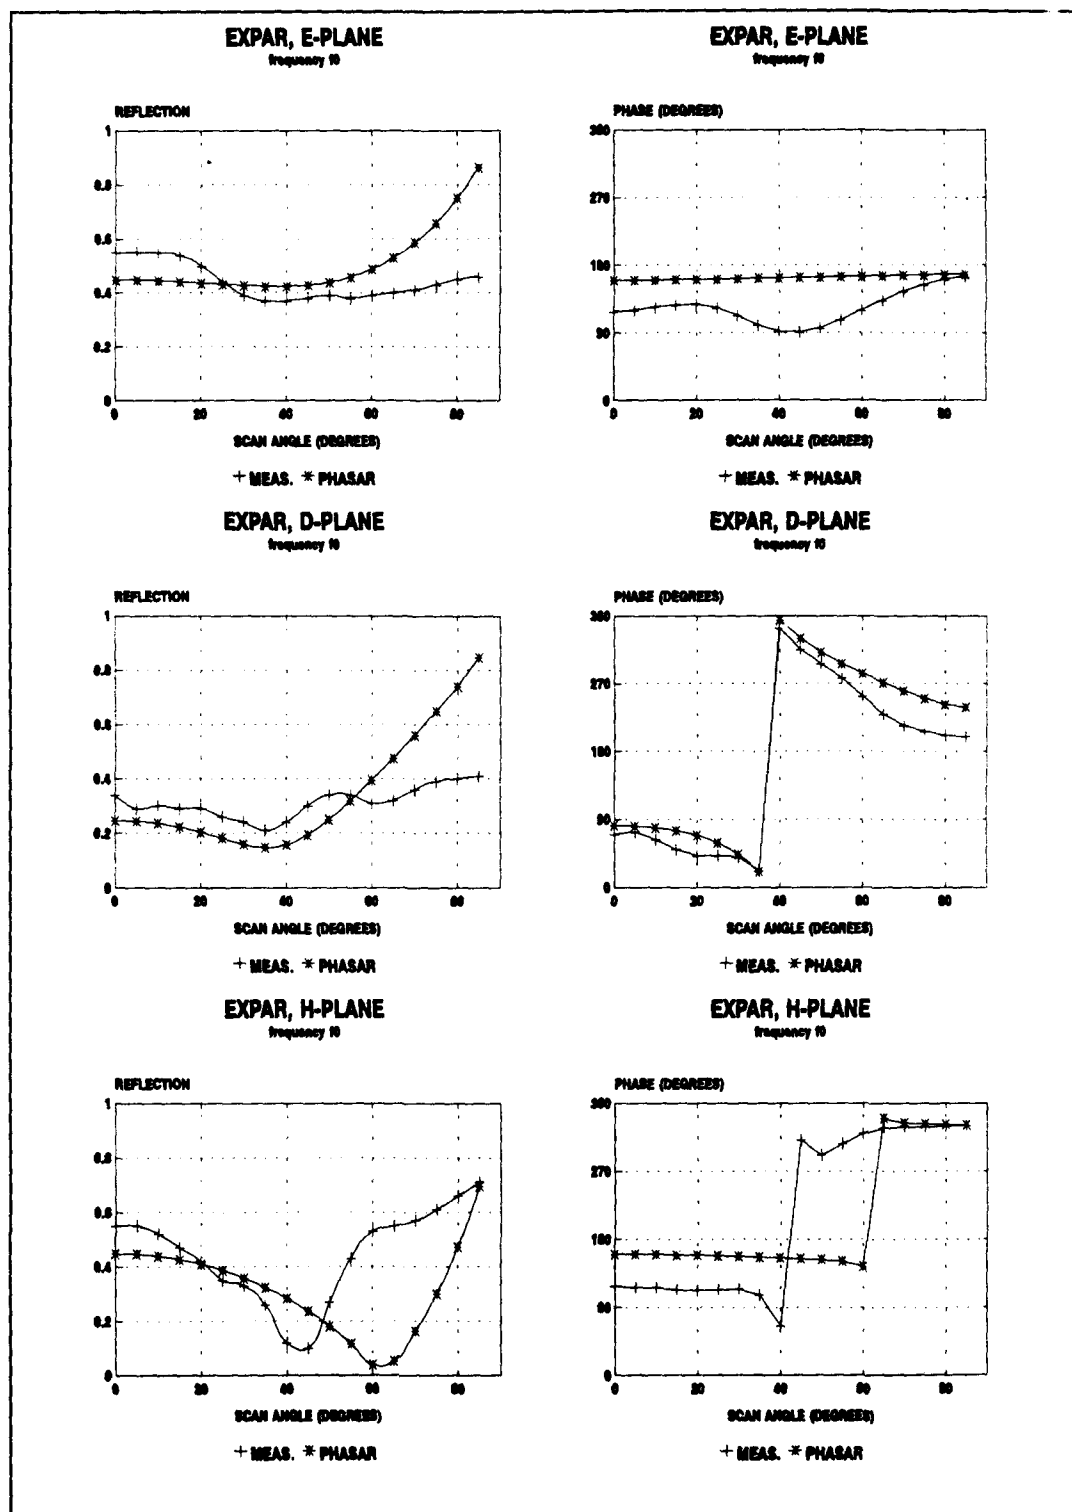 EXPAR, E-PLANE
frequency f0
REFLECTION
1
0.8
0.6
0.4
0.2
0
0 20 40 60 80
SCAN ANGLE (DEGREES)
+ MEAS. * PHASAR
EXPAR, E-PLANE
frequency f0
PHASE (DEGREES)
360
270
180
90
0
0 20 40 60 80
SCAN ANGLE (DEGREES)
+ MEAS. * PHASAR
EXPAR, D-PLANE
frequency f0
REFLECTION
1
0.8
0.6
0.4
0.2
0
0 20 40 60 80
SCAN ANGLE (DEGREES)
+ MEAS. * PHASAR
EXPAR, D-PLANE
frequency f0
PHASE (DEGREES)
360
270
180
90
0
0 20 40 60 80
SCAN ANGLE (DEGREES)
+ MEAS. * PHASAR
EXPAR, H-PLANE
frequency f0
REFLECTION
1
0.8
0.6
0.4
0.2
0
0 20 40 60 80
SCAN ANGLE (DEGREES)
+ MEAS. * PHASAR
EXPAR, H-PLANE
frequency f0
PHASE (DEGREES)
360
270
180
90
0
0 20 40 60 80
SCAN ANGLE (DEGREES)
+ MEAS. * PHASAR